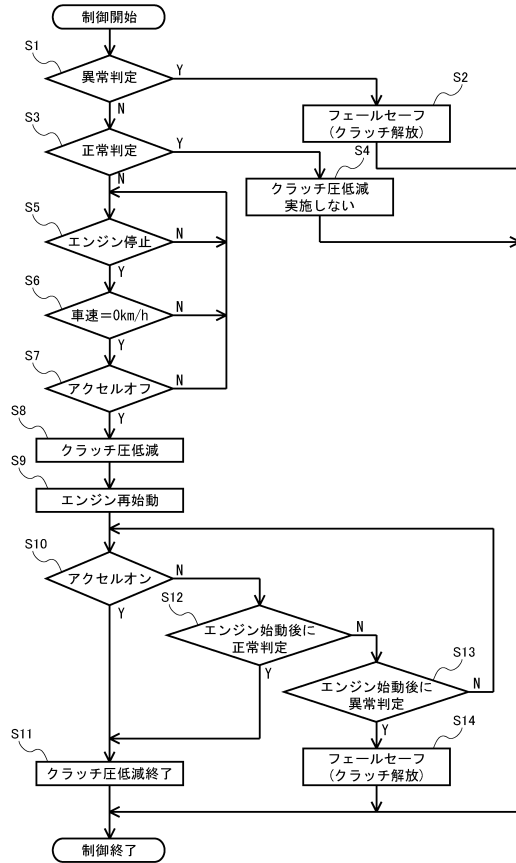 制御開始
S1
異常判定
Y
N
S2
フェールセーフ
(クラッチ解放)
S3
正常判定
Y
N
S4
クラッチ圧低減
実施しない
S5
エンジン停止
N
Y
S6
車速=0km/h
N
Y
S7
アクセルオフ
N
Y
S8
クラッチ圧低減
S9
エンジン再始動
S10
アクセルオン
N
Y
S12
エンジン始動後に
正常判定
N
Y
S13
エンジン始動後に
異常判定
N
Y
S14
フェールセーフ
(クラッチ解放)
S11
クラッチ圧低減終了
制御終了